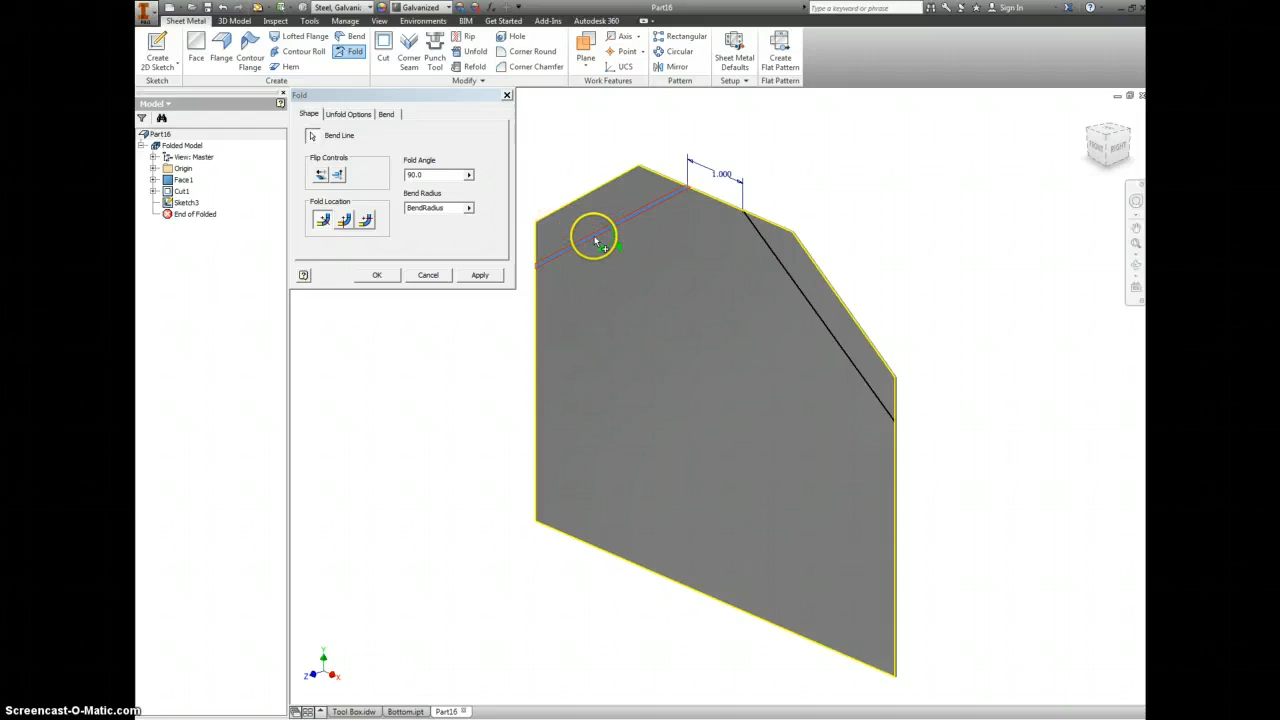 Steel, Galvani: Galvanized Part16 Type a keyword or phrase Sign In
PRO Sheet Metal 3D Model Inspect Tools Manage View Environments BIM Get Started Add-Ins Autodesk 360
Create 2D Sketch Face Flange Contour Flange Lofted Flange Contour Roll Hem Bend Fold Cut Corner Seam Punch Tool Rip Unfold Refold Hole Corner Round Corner Chamfer Plane Axis Point UCS Rectangular Circular Mirror Sheet Metal Defaults Create Flat Pattern
Sketch Create Modify Work Features Pattern Setup Flat Pattern
Model
Part16
Folded Model
View: Master
Origin
Face1
Cut1
Sketch3
End of Folded
Fold
Shape Unfold Options Bend
Bend Line
Flip Controls
Fold Angle
90.0
Bend Radius
Fold Location
BendRadius
OK Cancel Apply
1.000
FRONT RIGHT
Y
Z X
Tool Box.idw Bottom.ipt Part16
Screencast-O-Matic.com